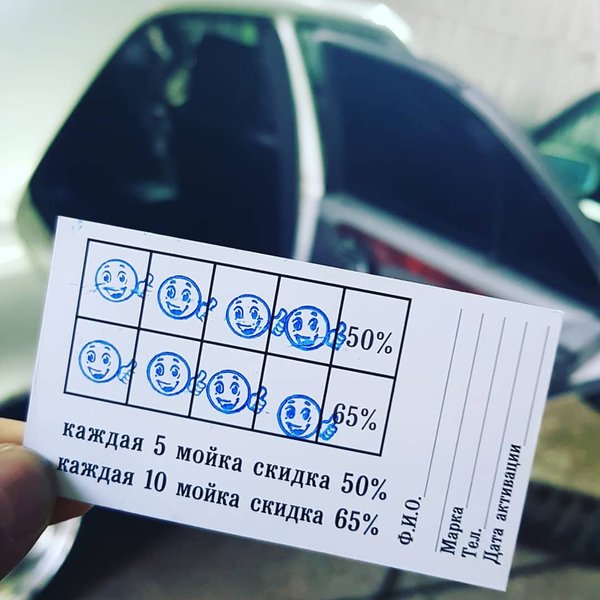 50%
65%
каждая 5 мойка скидка 50%
каждая 10 мойка скидка 65%
Ф.И.О.
Марка
Тел.
Дата активации